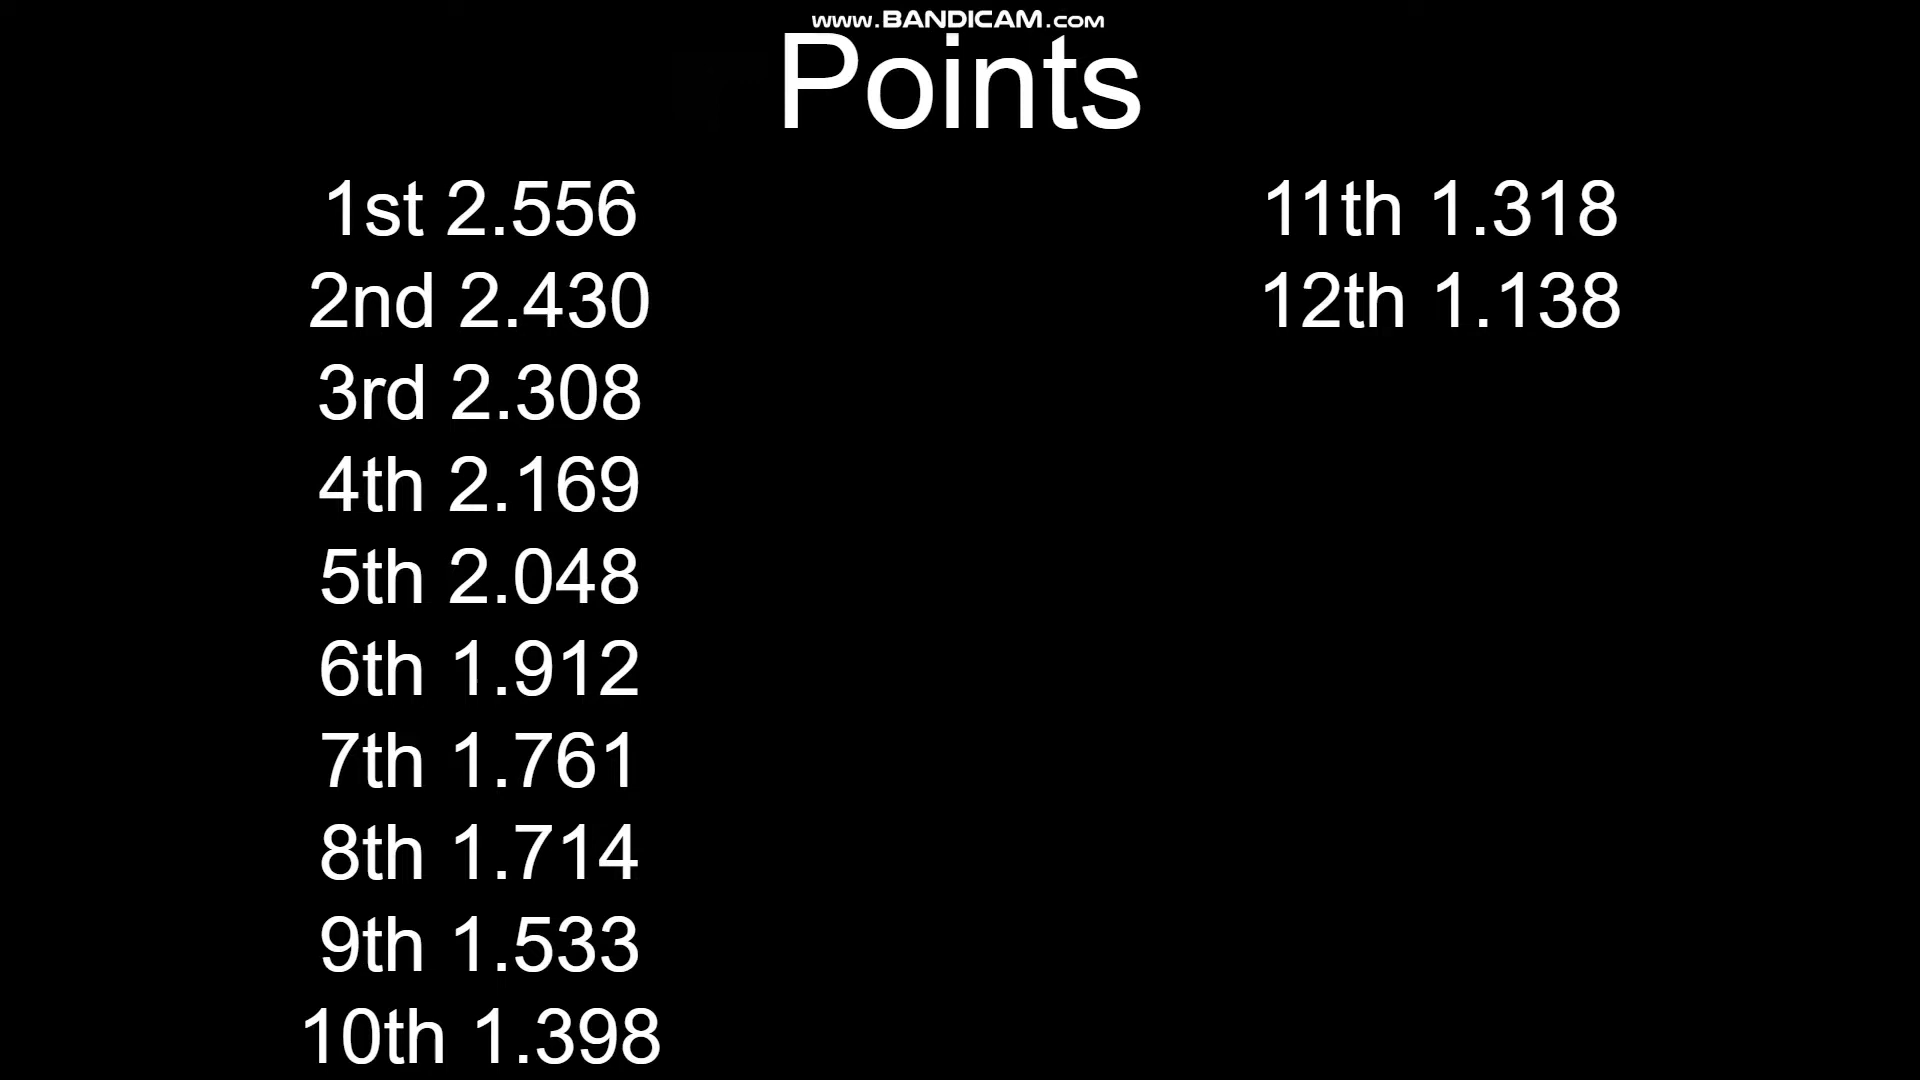 www.BANDICAM.com
Points
1st 2.556
2nd 2.430
3rd 2.308
4th 2.169
5th 2.048
6th 1.912
7th 1.761
8th 1.714
9th 1.533
10th 1.398
11th 1.318
12th 1.138